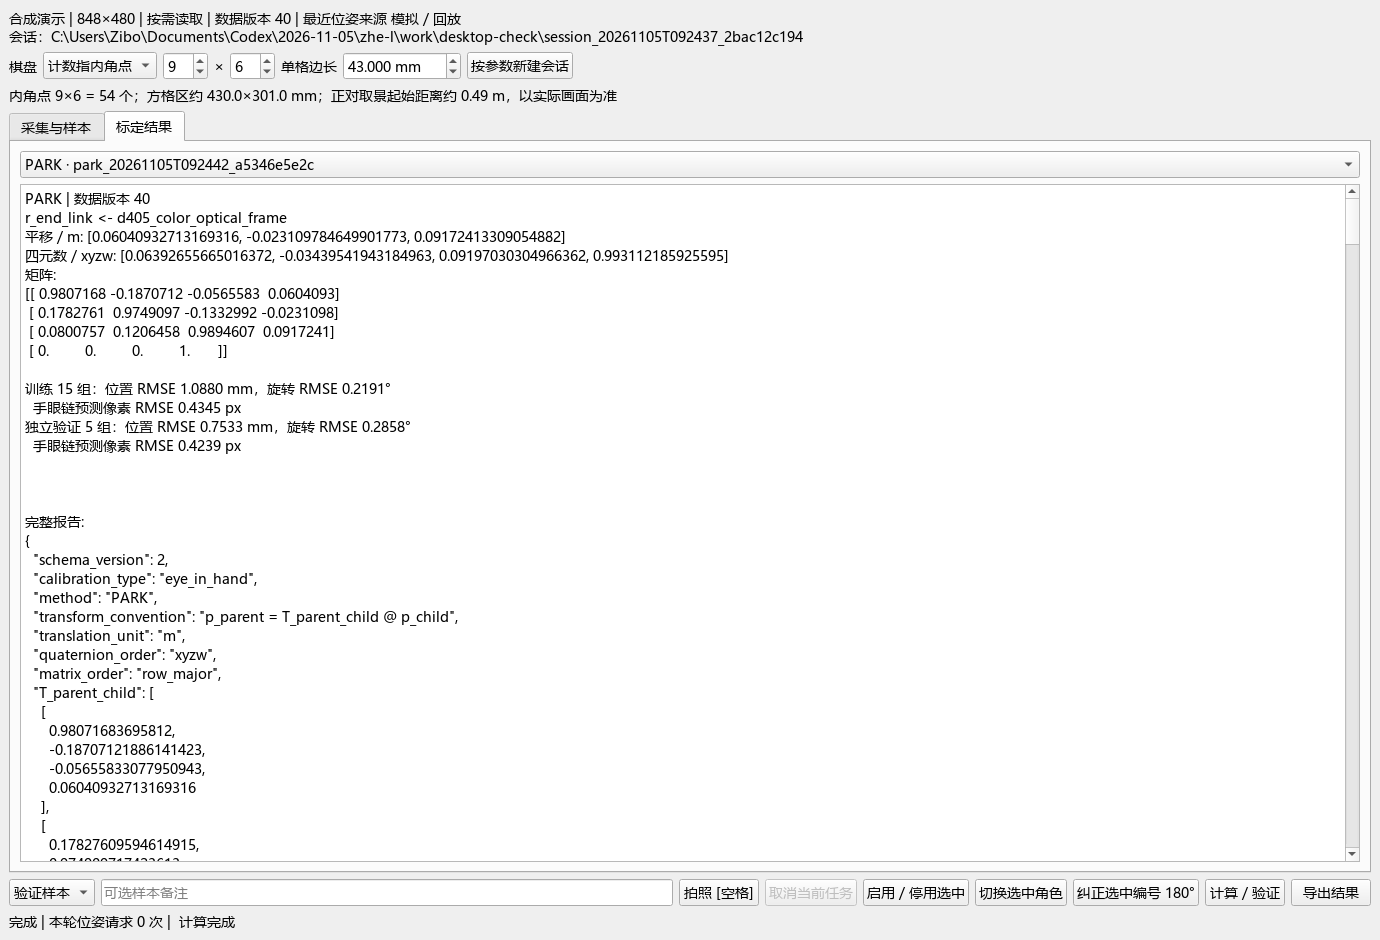 合成演示 | 848×480 | 按需读取 | 数据版本 40 | 最近位姿来源 模拟 / 回放
会话： C:\Users\Zibo\Documents\Codex\2026-11-05\zhe-l\work\desktop-check\session_20261105T092437_2bac12c194
棋盘 计数指内角点 9 × 6 单格边长 43.000 mm 按参数新建会话
内角点 9×6 = 54 个；方格区约 430.0×301.0 mm；正对取景起始距离约 0.49 m，以实际画面为准
采集与样本 标定结果
PARK · park_20261105T092442_a5346e5e2c
PARK | 数据版本 40
r_end_link <- d405_color_optical_frame
平移 / m: [0.06040932713169316, -0.023109784649901773, 0.09172413309054882]
四元数 / xyzw: [0.06392655665016372, -0.03439541943184963, 0.09197030304966362, 0.993112185925595]
矩阵:
[[ 0.9807168 -0.1870712 -0.0565583  0.0604093]
[ 0.1782761  0.9749097 -0.1332992 -0.0231098]
[ 0.0800757  0.1206458  0.9894607  0.0917241]
[ 0.  0.  0.  1.  ]]
训练 15 组：位置 RMSE 1.0880 mm，旋转 RMSE 0.2191°
手眼链预测像素 RMSE 0.4345 px
独立验证 5 组：位置 RMSE 0.7533 mm，旋转 RMSE 0.2858°
手眼链预测像素 RMSE 0.4239 px
完整报告:
{
"schema_version": 2,
"calibration_type": "eye_in_hand",
"method": "PARK",
"transform_convention": "p_parent = T_parent_child @ p_child",
"translation_unit": "m",
"quaternion_order": "xyzw",
"matrix_order": "row_major",
"T_parent_child": [
[
0.98071683695812,
-0.18707121886141423,
-0.05655833077950943,
0.06040932713169316
],
[
0.17827609594614915,
验证样本 可选样本备注 拍照 [空格] 取消当前任务 启用 / 停用选中 切换选中角色 纠正选中编号 180° 计算 / 验证 导出结果
完成 | 本轮位姿请求 0 次 | 计算完成